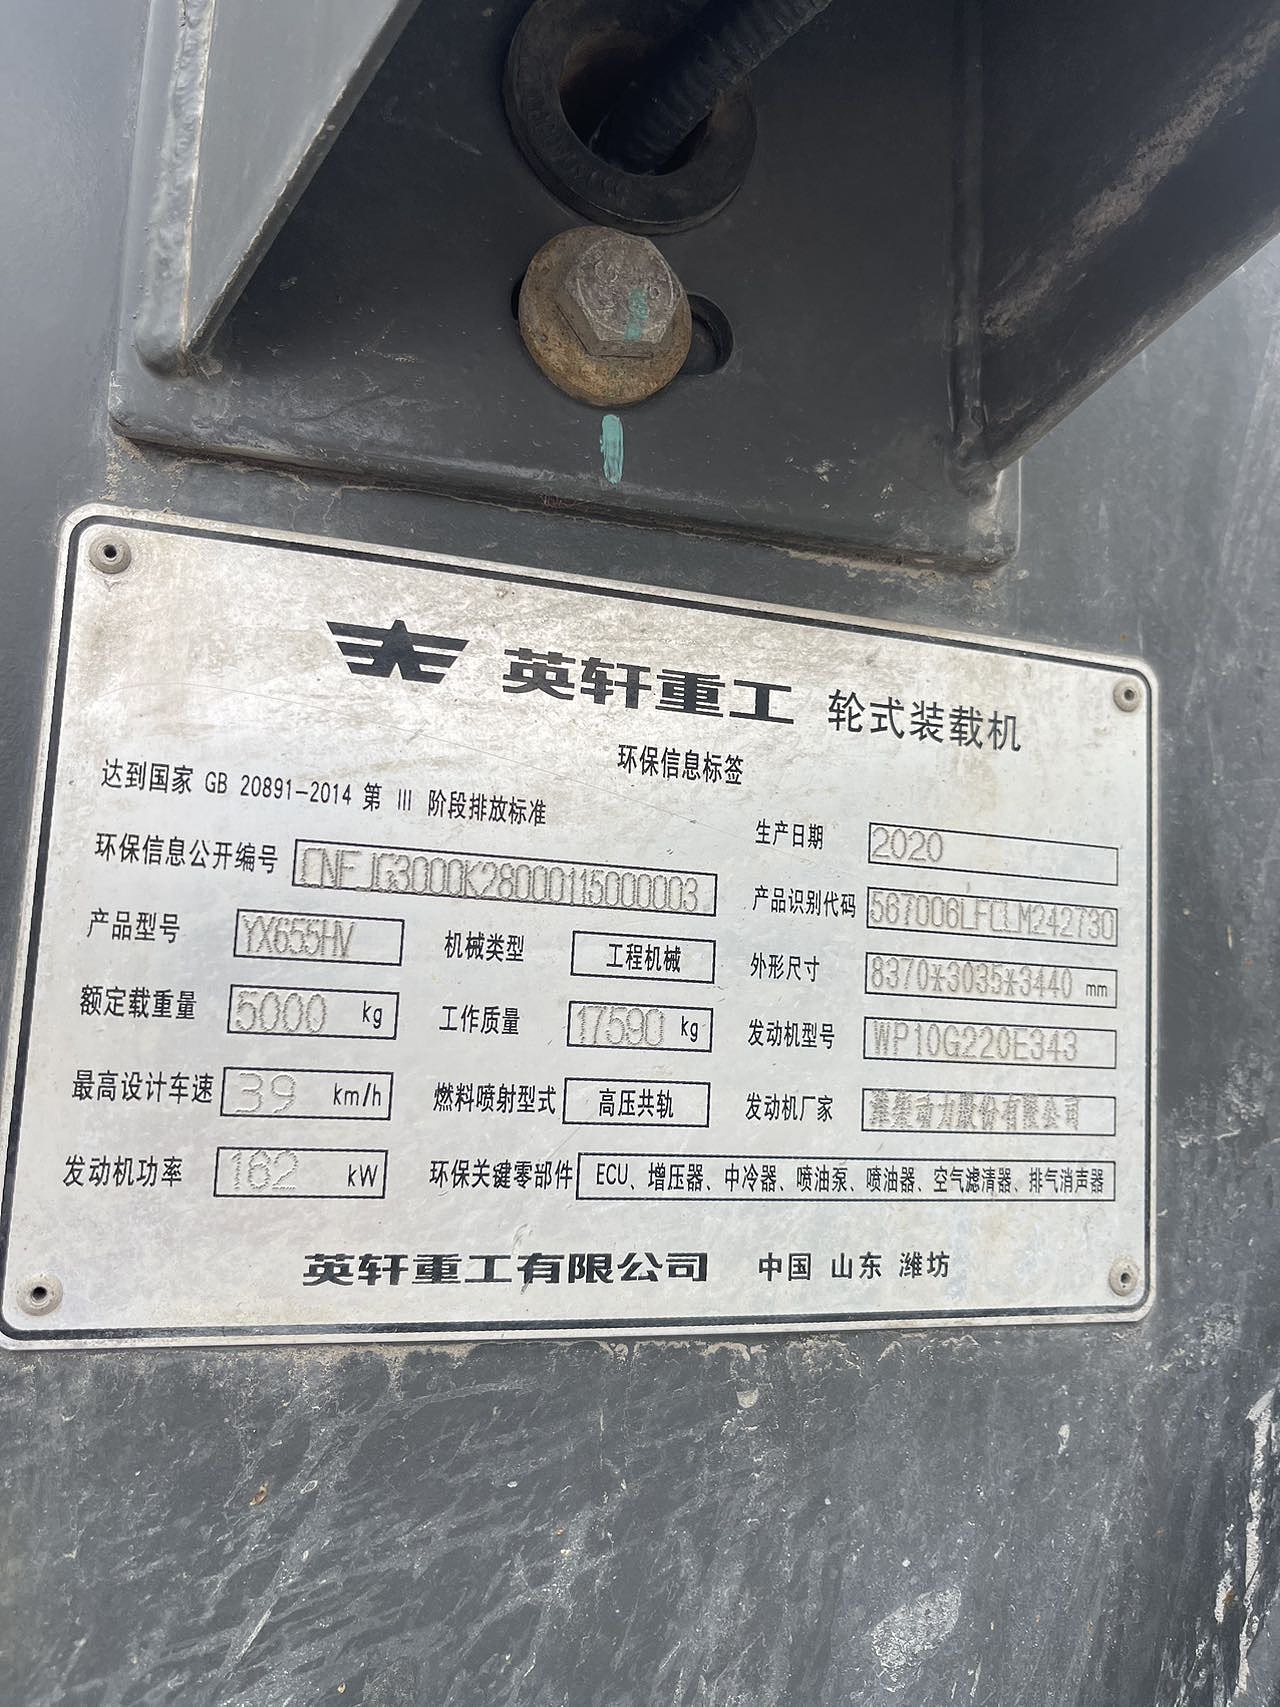 英轩重工 轮式装载机
环保信息标签
达到国家 GB 20891-2014 第 III 阶段排放标准
生产日期 2020
环保信息公开编号 CNFJG3000K28000115000003
产品识别代码 567006LFCLM242730
产品型号 YX655HV 机械类型 工程机械
外形尺寸 8370*3035*3440 mm
额定载重量 5000 kg 工作质量 17590 kg
发动机型号 WP10G220E343
最高设计车速 39 km/h 燃料喷射型式 高压共轨
发动机厂家 潍柴动力股份有限公司
发动机功率 162 kW 环保关键零部件 ECU、增压器、中冷器、喷油泵、喷油器、空气滤清器、排气消声器
英轩重工有限公司 中国 山东 潍坊